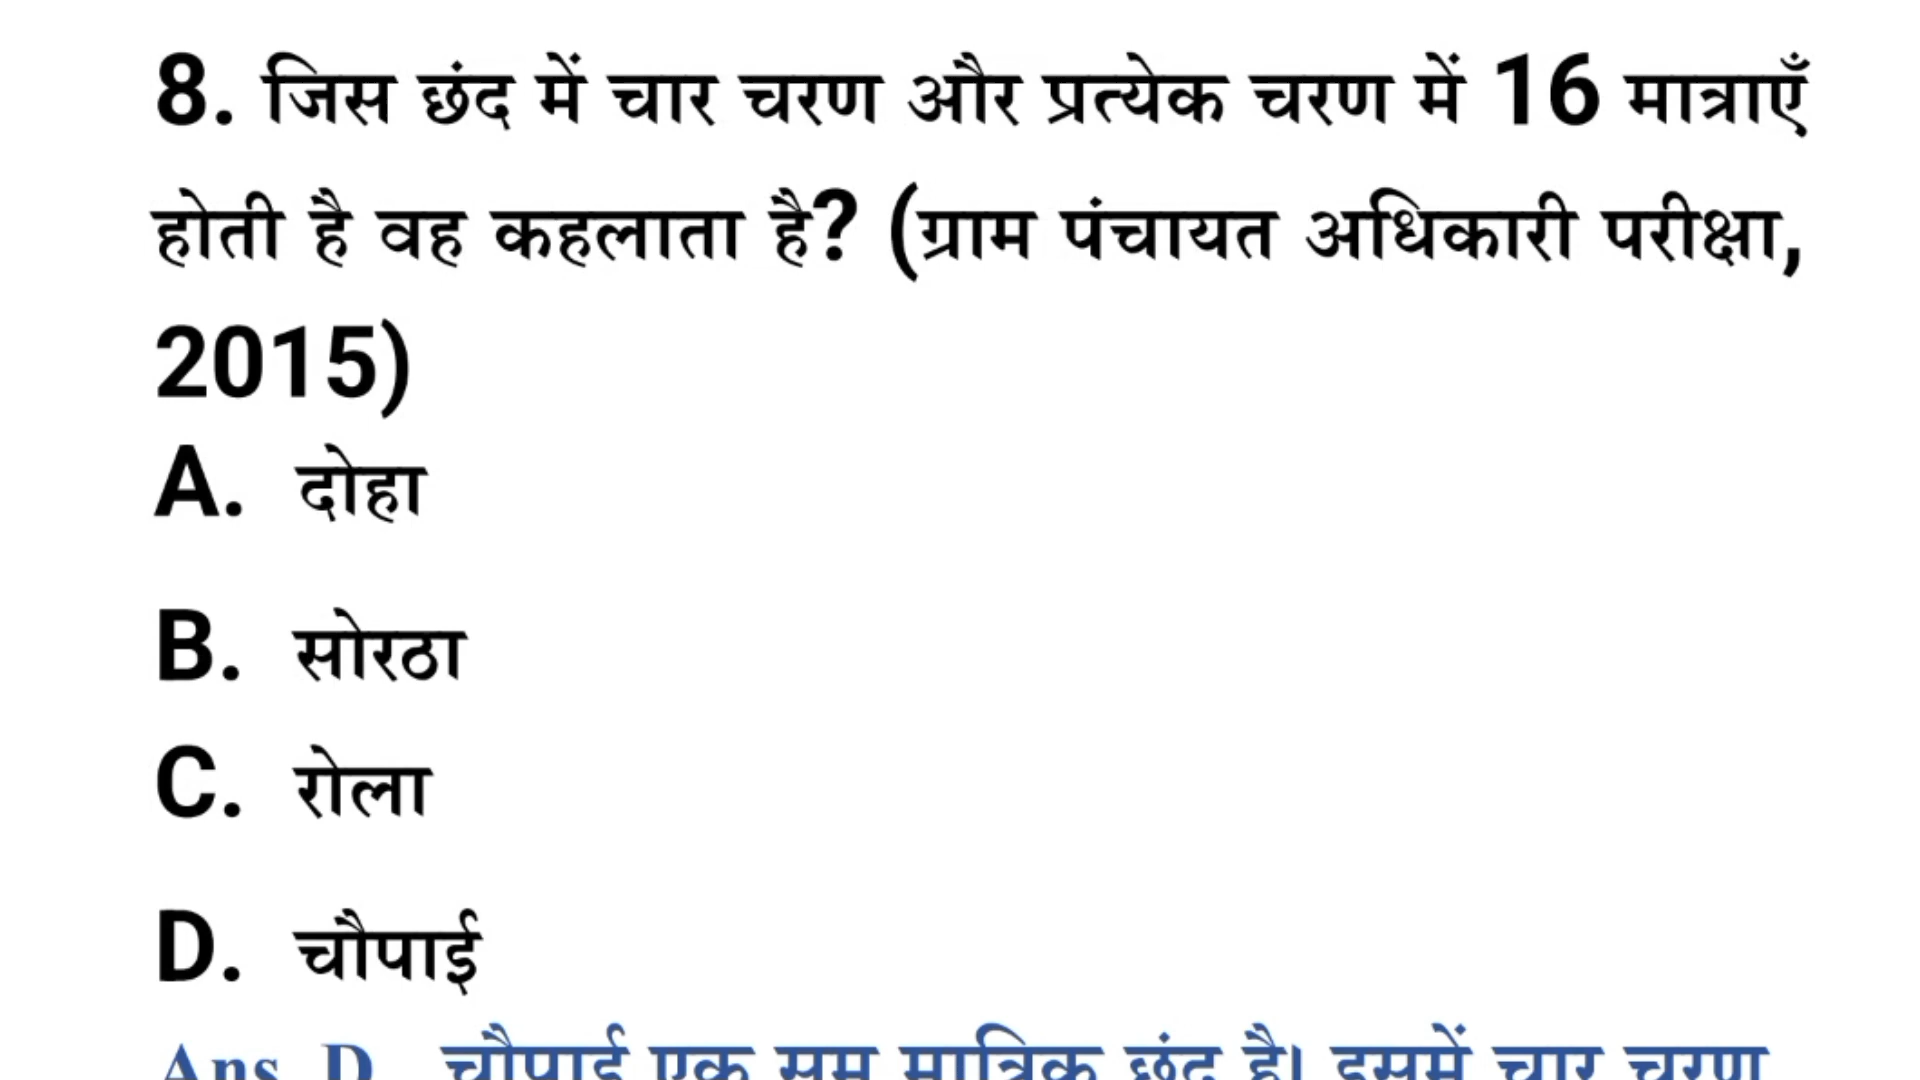 8. जिस छंद में चार चरण और प्रत्येक चरण में 16 मात्राएँ
होती है वह कहलाता है? (ग्राम पंचायत अधिकारी परीक्षा,
2015)
A. दोहा
B. सोरठा
C. रोला
D. चौपाई
Ans. D. चौपाई एक सम मात्रिक छंद है। इसमें चार चरण